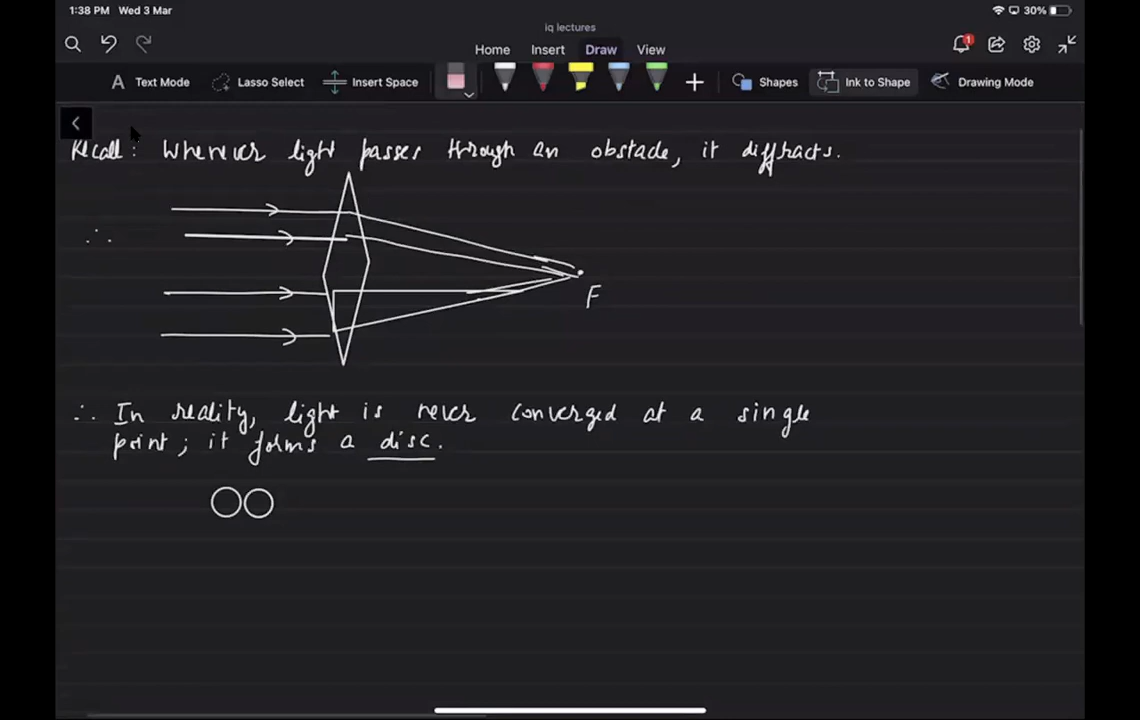 1:38 PM Wed 3 Mar
30%
iq lectures
Home Insert Draw View
1
Text Mode Lasso Select Insert Space Shapes Ink to Shape Drawing Mode
Recall: Whenever light passes through an obstacle, it diffracts.
∴
F
∴ In reality, light is never converged at a single
point; it forms a disc.